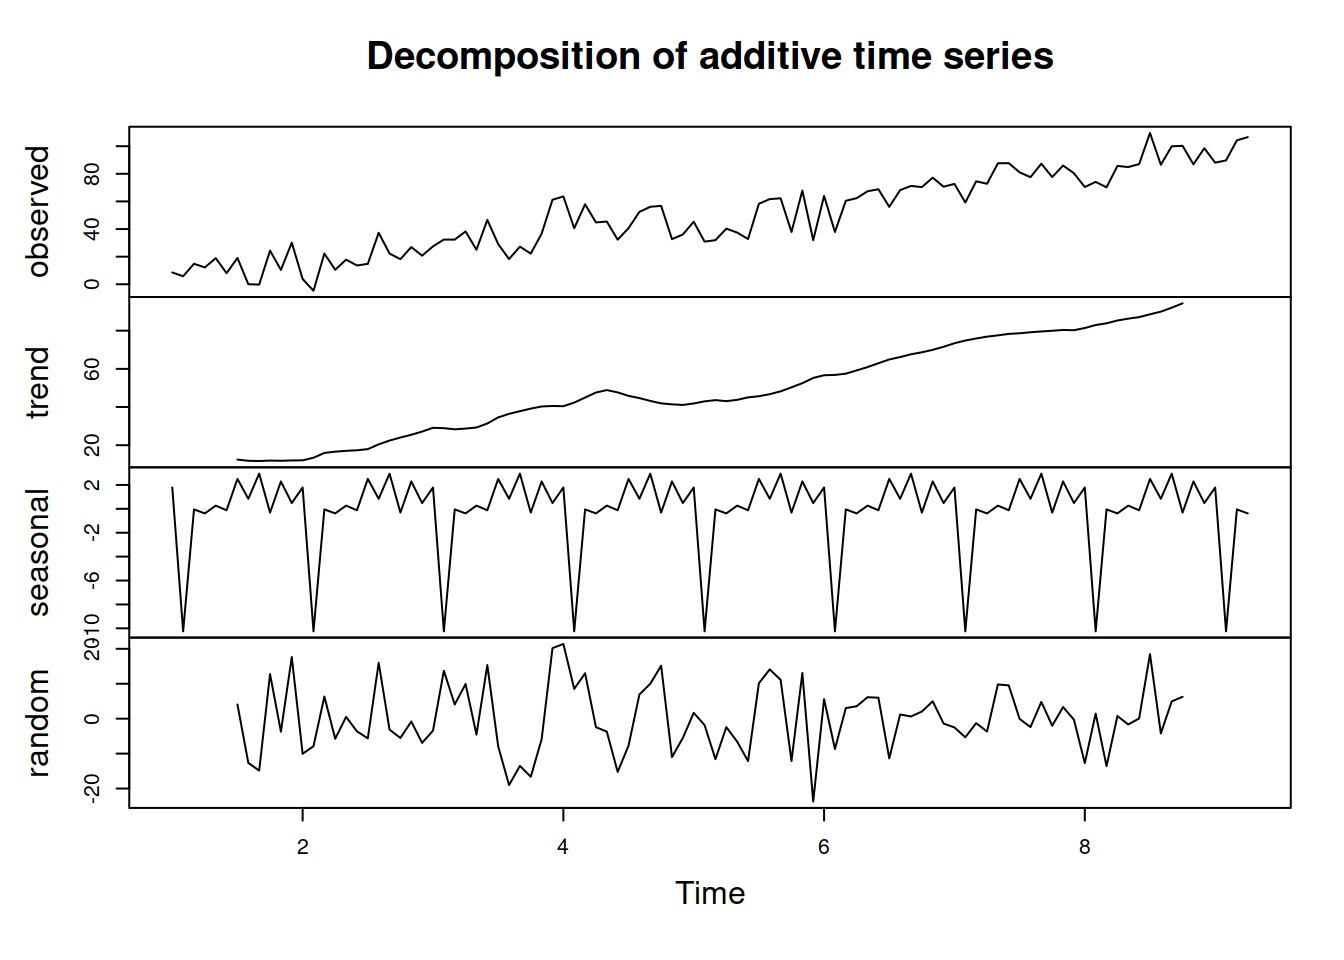 Decomposition of additive time series
observed
0 40 80
trend
20 60
seasonal
-10 -6 -2 2
random
-20 0 20
2 4 6 8
Time